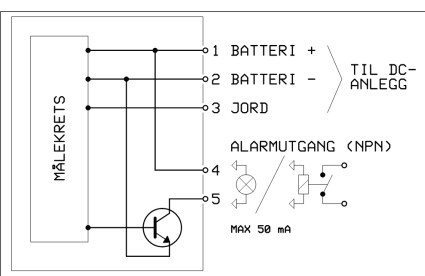 MÅLEKRETS
1 BATTERI +
2 BATTERI -
3 JORD
TIL DC-
ANLEGG
ALARMUTGANG (NPN)
4
5
MAX 50 mA